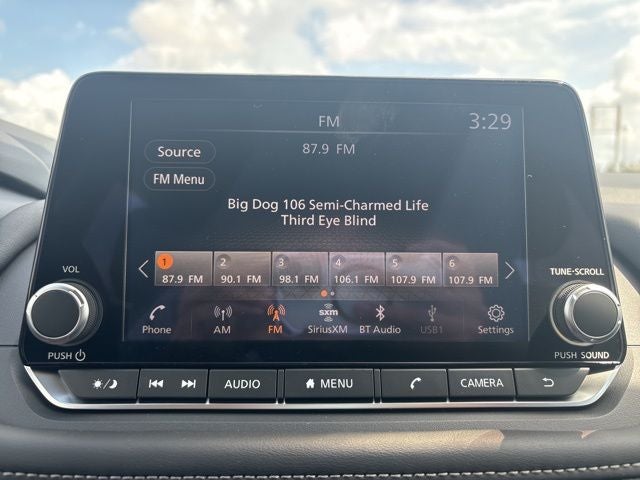 FM
3:29
Source
87.9 FM
FM Menu
Big Dog 106 Semi-Charmed Life
Third Eye Blind
1 2 3 4 5 6
87.9 FM 90.1 FM 98.1 FM 106.1 FM 107.9 FM 107.9 FM
VOL
TUNE·SCROLL
Phone AM FM sxm SiriusXM BT Audio USB1 Settings
PUSH
PUSH SOUND
AUDIO MENU CAMERA